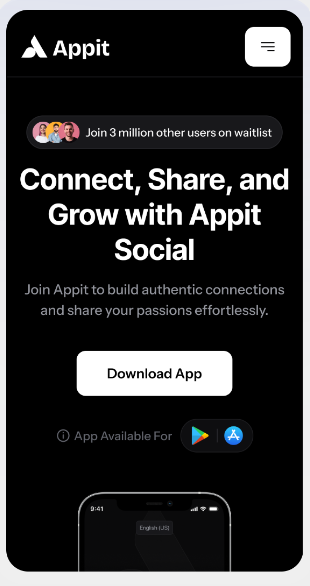 Appit
Join 3 million other users on waitlist
Connect, Share, and
Grow with Appit
Social
Join Appit to build authentic connections
and share your passions effortlessly.
Download App
App Available For
9:41
English (US)